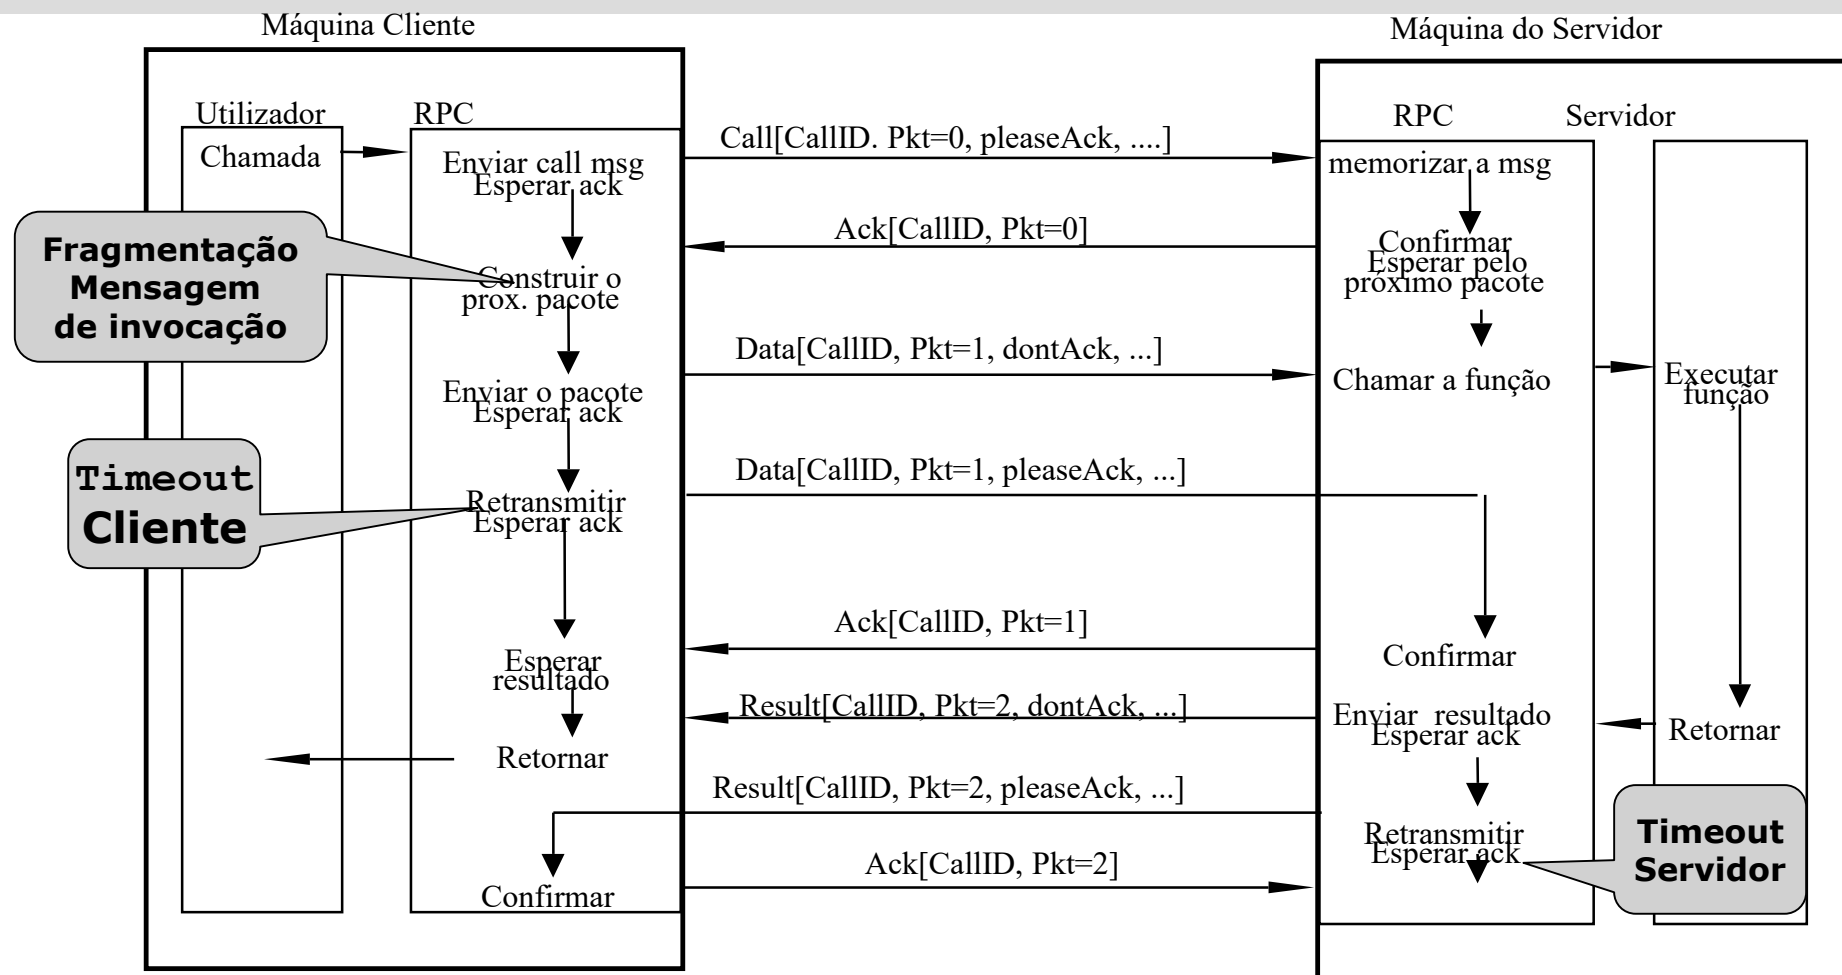 Máquina Cliente
Máquina do Servidor
Utilizador
RPC
RPC
Servidor
Chamada
Enviar call msg
Esperar ack
Call[CallID. Pkt=0, pleaseAck, ....]
memorizar a msg
Fragmentação
Mensagem
de invocação
Ack[CallID, Pkt=0]
Confirmar
Esperar pelo
próximo pacote
Construir o
prox. pacote
Data[CallID, Pkt=1, dontAck, ...]
Chamar a função
Executar
função
Enviar o pacote
Esperar ack
Timeout
Cliente
Data[CallID, Pkt=1, pleaseAck, ...]
Retransmitir
Esperar ack
Ack[CallID, Pkt=1]
Confirmar
Esperar
resultado
Result[CallID, Pkt=2, dontAck, ...]
Enviar  resultado
Esperar ack
Retornar
Retornar
Result[CallID, Pkt=2, pleaseAck, ...]
Retransmitir
Esperar ack
Timeout
Servidor
Ack[CallID, Pkt=2]
Confirmar